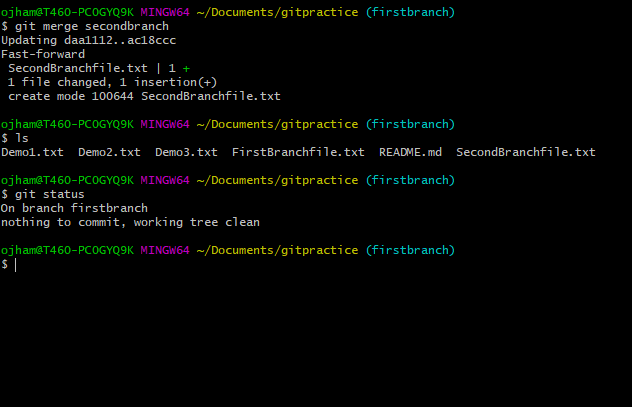 ojham@T460-PC0GYQ9K MINGW64 ~/Documents/gitpractice (firstbranch)
$ git merge secondbranch
Updating daa1112..ac18ccc
Fast-forward
 SecondBranchfile.txt | 1 +
 1 file changed, 1 insertion(+)
 create mode 100644 SecondBranchfile.txt
ojham@T460-PC0GYQ9K MINGW64 ~/Documents/gitpractice (firstbranch)
$ ls
Demo1.txt  Demo2.txt  Demo3.txt  FirstBranchfile.txt  README.md  SecondBranchfile.txt
ojham@T460-PC0GYQ9K MINGW64 ~/Documents/gitpractice (firstbranch)
$ git status
On branch firstbranch
nothing to commit, working tree clean
ojham@T460-PC0GYQ9K MINGW64 ~/Documents/gitpractice (firstbranch)
$